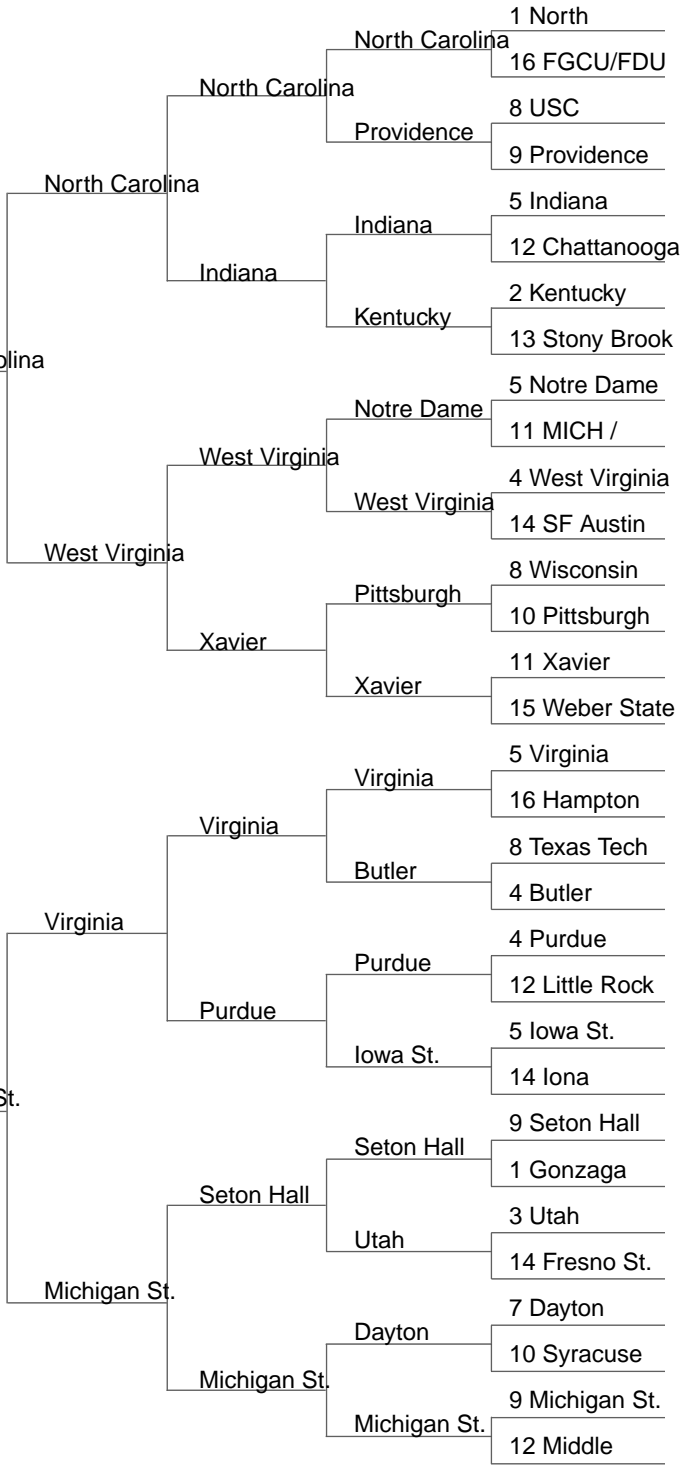 1 North
North Carolina
16 FGCU/FDU
North Carolina
8 USC
Providence
9 Providence
North Carolina
5 Indiana
Indiana
12 Chattanooga
Indiana
2 Kentucky
Kentucky
13 Stony Brook
olina
5 Notre Dame
Notre Dame
11 MICH /
West Virginia
4 West Virginia
West Virginia
14 SF Austin
West Virginia
8 Wisconsin
Pittsburgh
10 Pittsburgh
Xavier
11 Xavier
Xavier
15 Weber State
5 Virginia
Virginia
16 Hampton
Virginia
8 Texas Tech
Butler
4 Butler
Virginia
4 Purdue
Purdue
12 Little Rock
Purdue
5 Iowa St.
Iowa St.
14 Iona
St.
9 Seton Hall
Seton Hall
1 Gonzaga
Seton Hall
3 Utah
Utah
14 Fresno St.
Michigan St.
7 Dayton
Dayton
10 Syracuse
Michigan St.
9 Michigan St.
Michigan St.
12 Middle